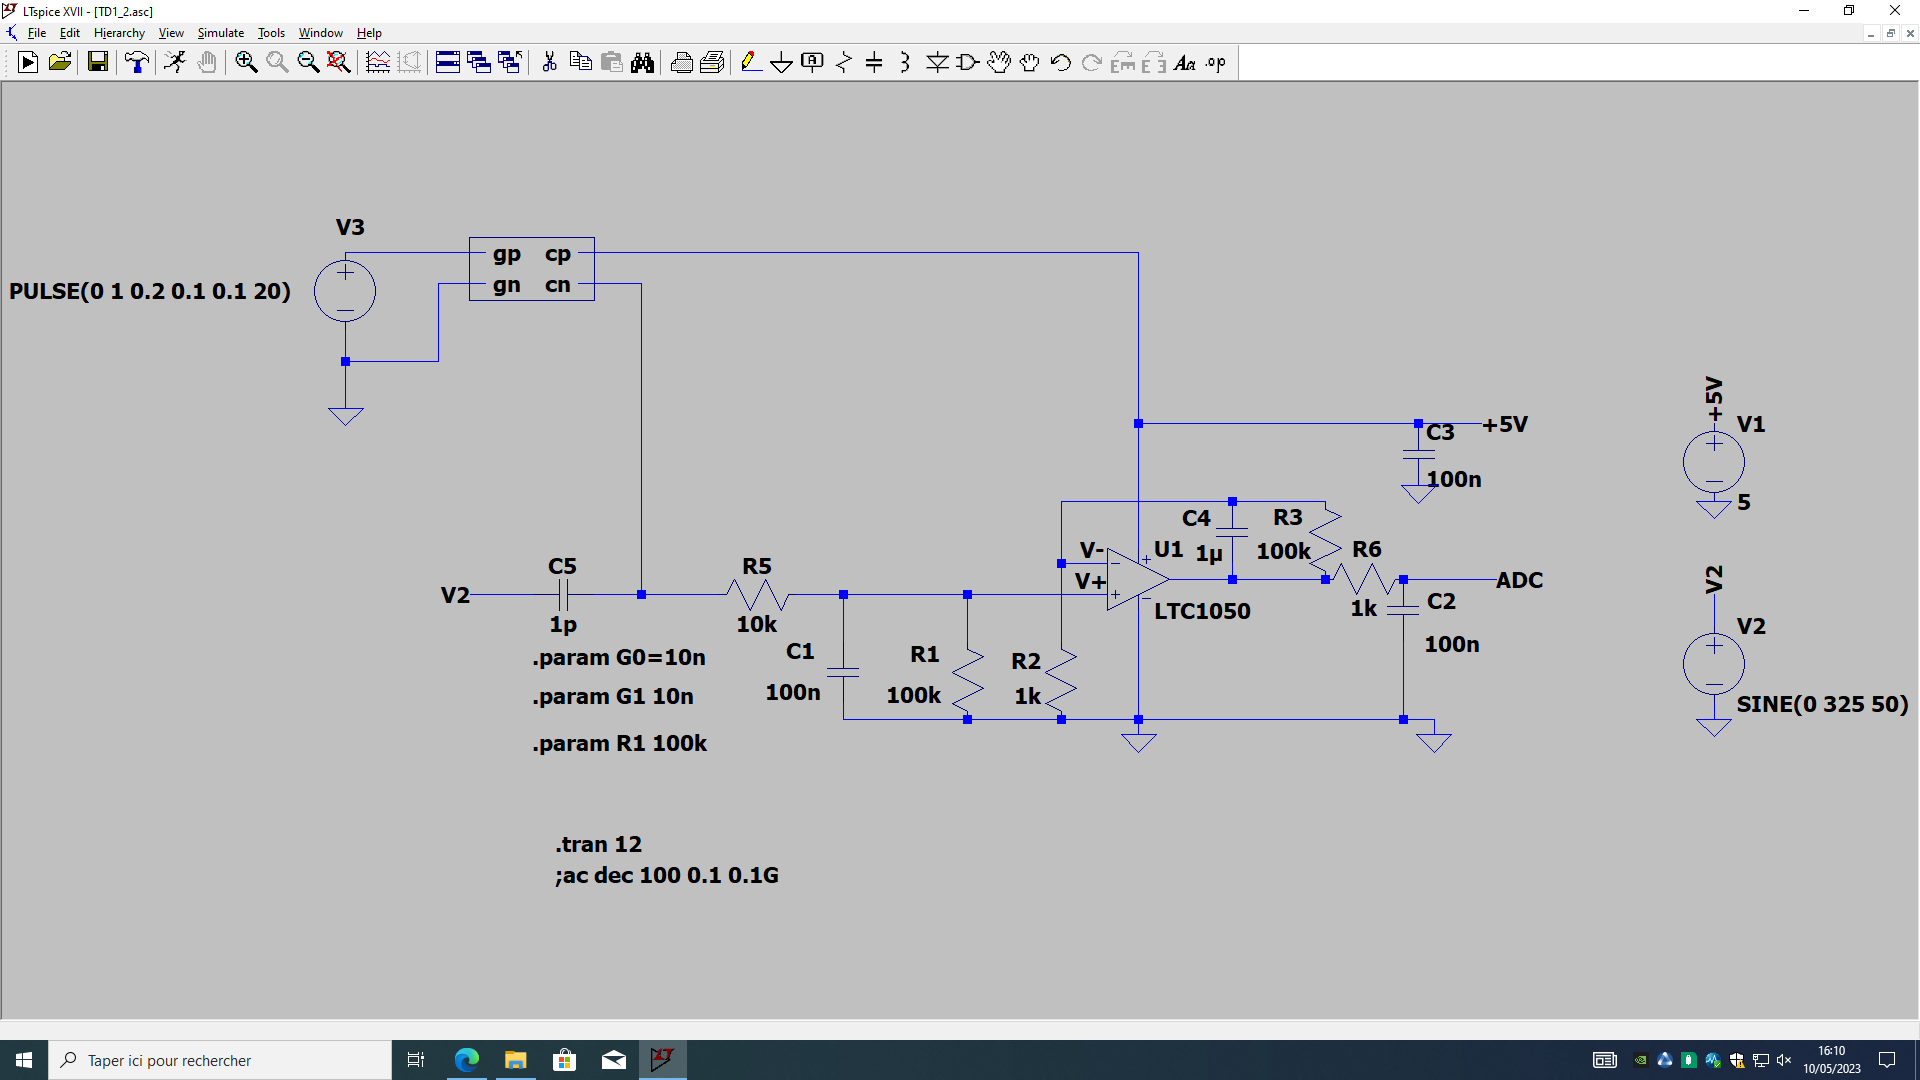 LTspice XVII - [TD1_2.asc]
File Edit Hierarchy View Simulate Tools Window Help
V3
PULSE(0 1 0.2 0.1 0.1 20)
gp cp
gn cn
+5V
C3
100n
+5V
V1
5
C4
1µ
R3
100k
V-
V+
U1
LTC1050
R6
1k
ADC
C2
100n
V2
C5
1p
R5
10k
.param G0=10n
.param G1 10n
.param R1 100k
C1
100n
R1
100k
R2
1k
V2
V2
SINE(0 325 50)
.tran 12
;ac dec 100 0.1 0.1G
Taper ici pour rechercher
16:10
10/05/2023